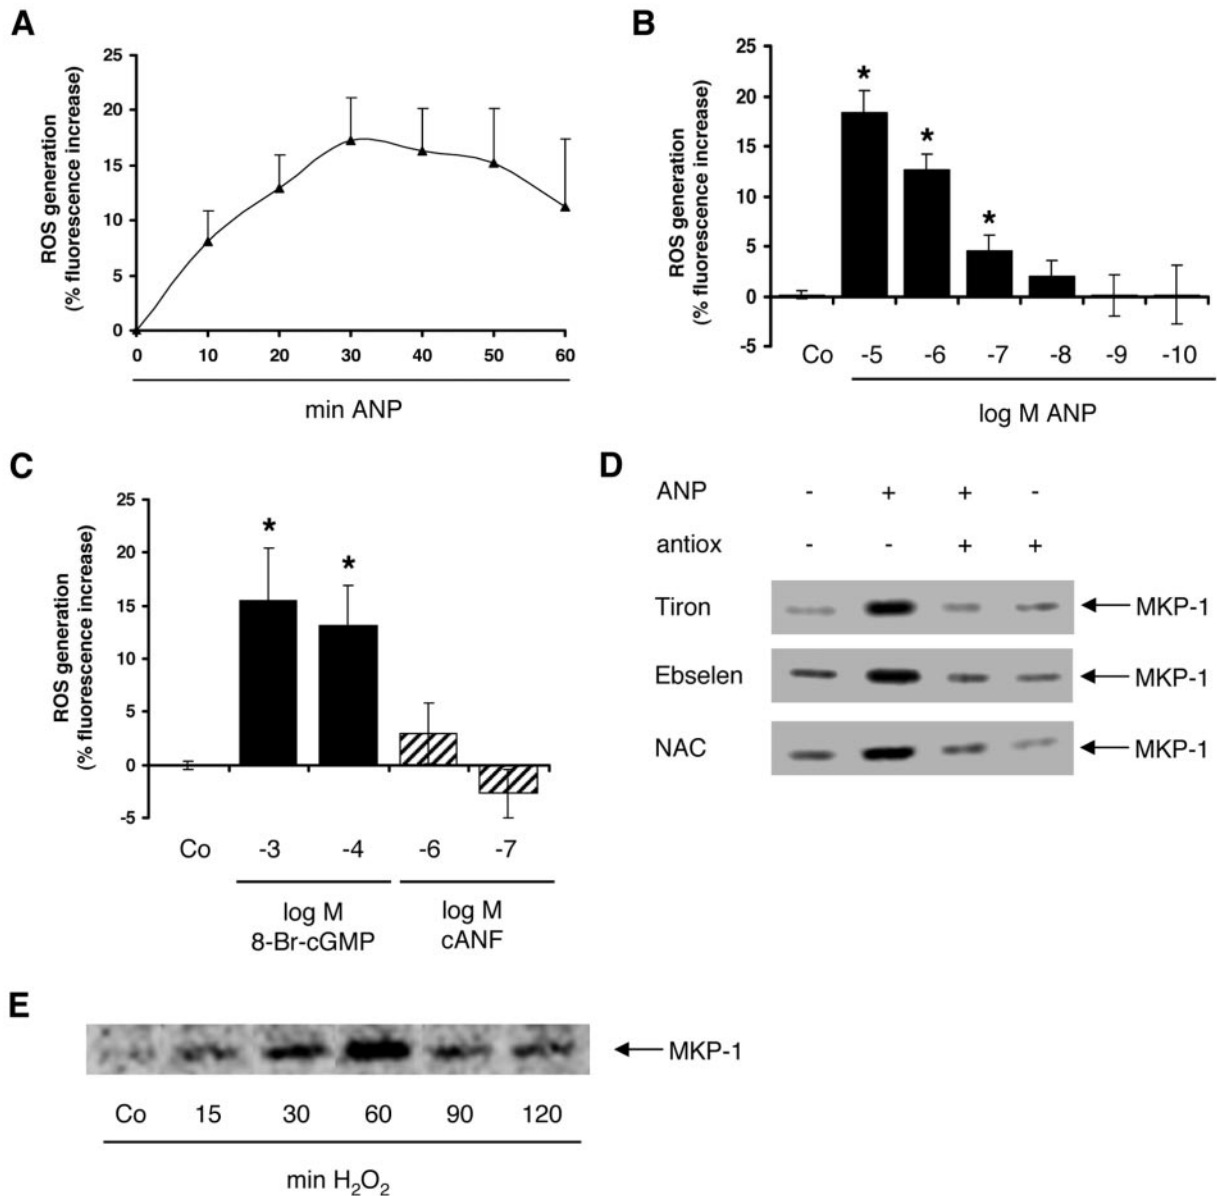 A
ROS generation
(% fluorescence increase)
25
20
15
10
5
0
0 10 20 30 40 50 60
min ANP
B
ROS generation
(% fluorescence increase)
25
20
15
10
5
0
-5
* * *
Co -5 -6 -7 -8 -9 -10
log M ANP
C
ROS generation
(% fluorescence increase)
25
20
15
10
5
0
-5
* *
Co -3 -4 -6 -7
log M
8-Br-cGMP
log M
cANF
D
ANP - + + -
antiox - - + +
Tiron MKP-1
Ebselen MKP-1
NAC MKP-1
E
MKP-1
Co 15 30 60 90 120
min H₂O₂